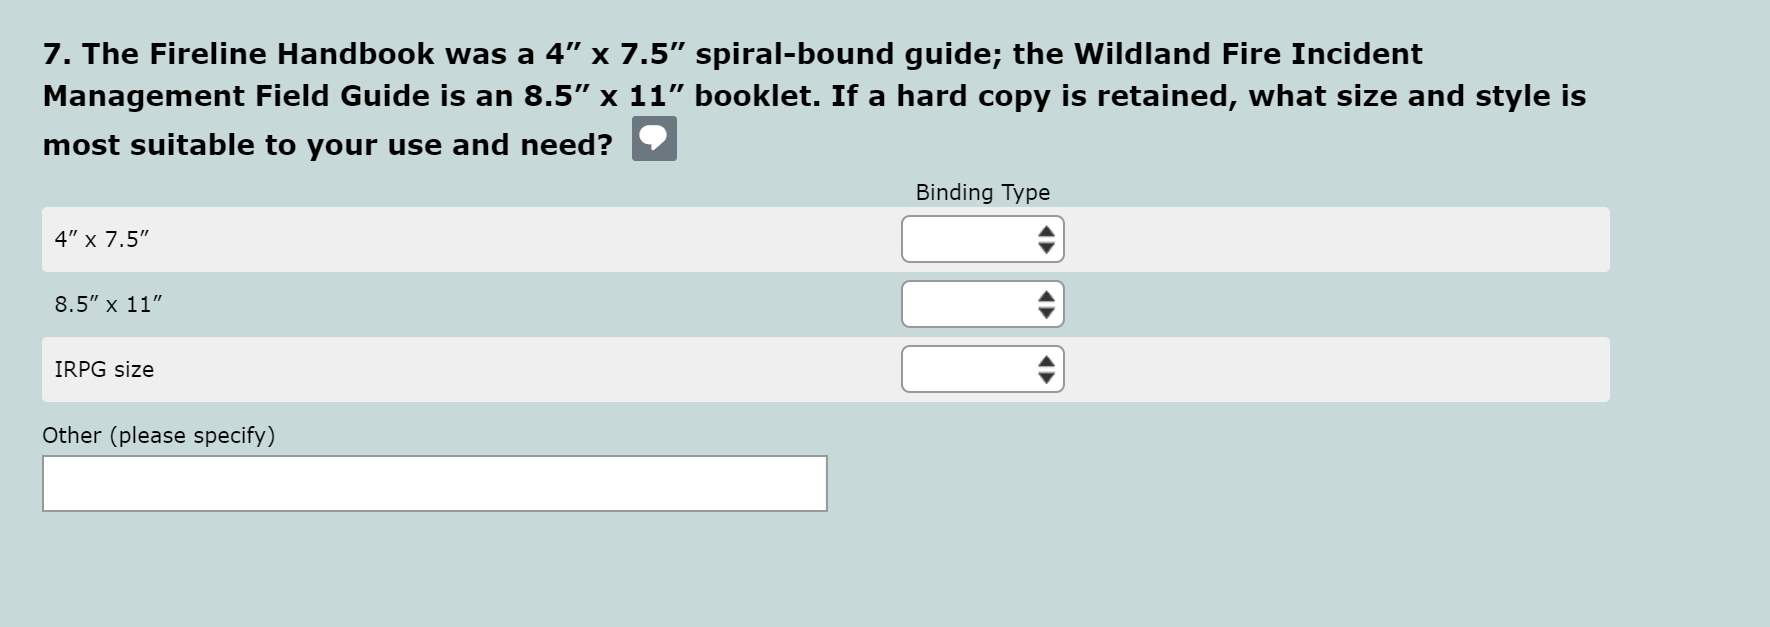 7. The Fireline Handbook was a 4” x 7.5” spiral-bound guide; the Wildland Fire Incident
Management Field Guide is an 8.5” x 11” booklet. If a hard copy is retained, what size and style is
most suitable to your use and need?
Binding Type
4” x 7.5”
8.5” x 11”
IRPG size
Other (please specify)